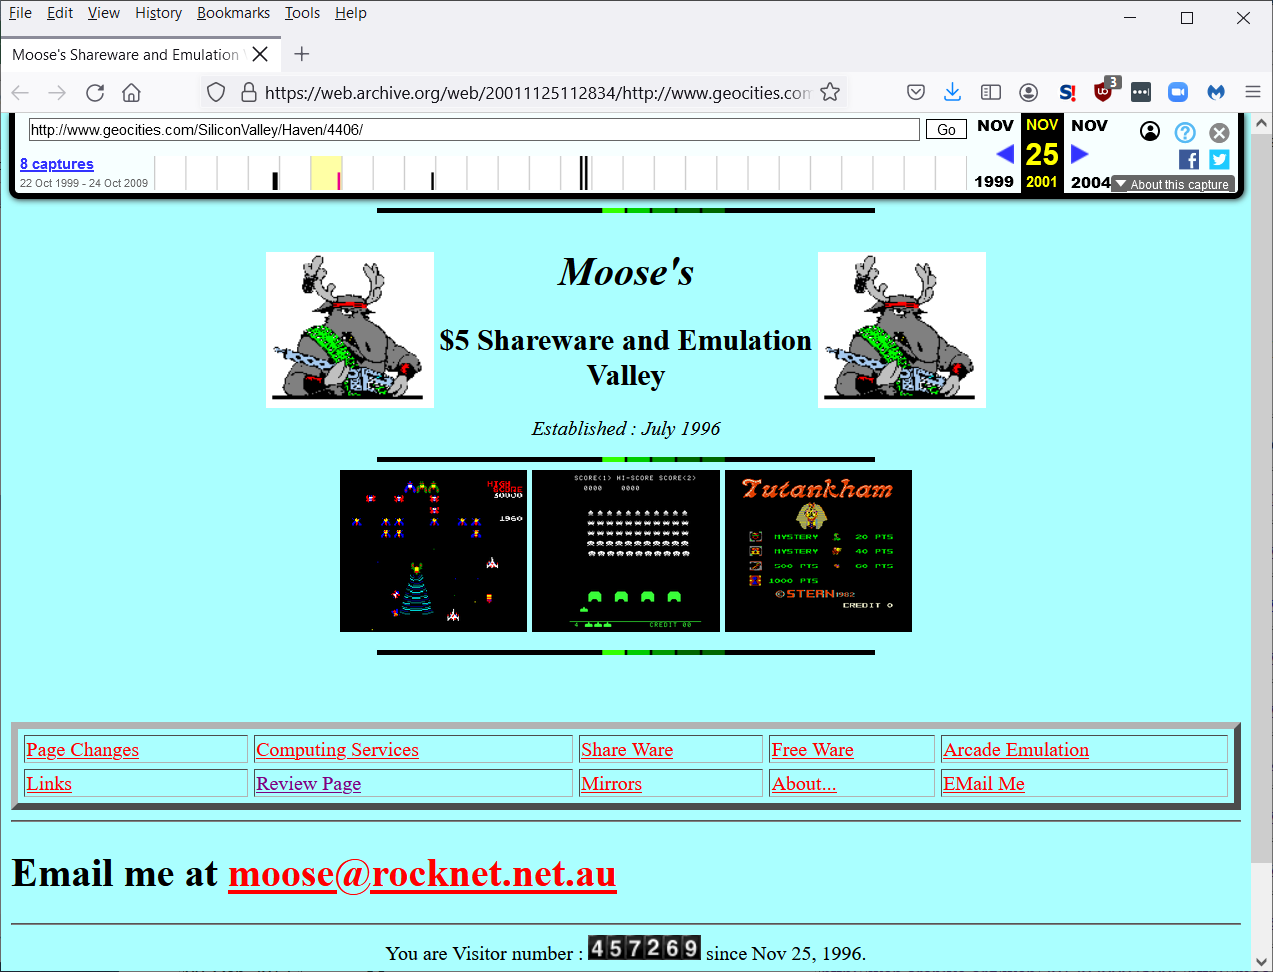 File Edit View History Bookmarks Tools Help
Moose's Shareware and Emulation
https://web.archive.org/web/20011125112834/http://www.geocities.com
S!
3
http://www.geocities.com/SiliconValley/Haven/4406/
Go
NOV NOV NOV
8 captures
25
22 Oct 1999 - 24 Oct 2009
1999 2001 2004
About this capture
Moose's
$5 Shareware and Emulation
Valley
Established : July 1996
HIGH
SCORE
30000
1960
SCORE(1) HI-SCORE SCORE(2)
0000 0000
4 CREDIT 00
Tutankham
MYSTERY 20 PTS
MYSTERY 40 PTS
500 PTS 60 PTS
1000 PTS
©STERN 1982
CREDIT 0
Page Changes Computing Services Share Ware Free Ware Arcade Emulation
Links Review Page Mirrors About... EMail Me
Email me at moose@rocknet.net.au
You are Visitor number : 457269 since Nov 25, 1996.